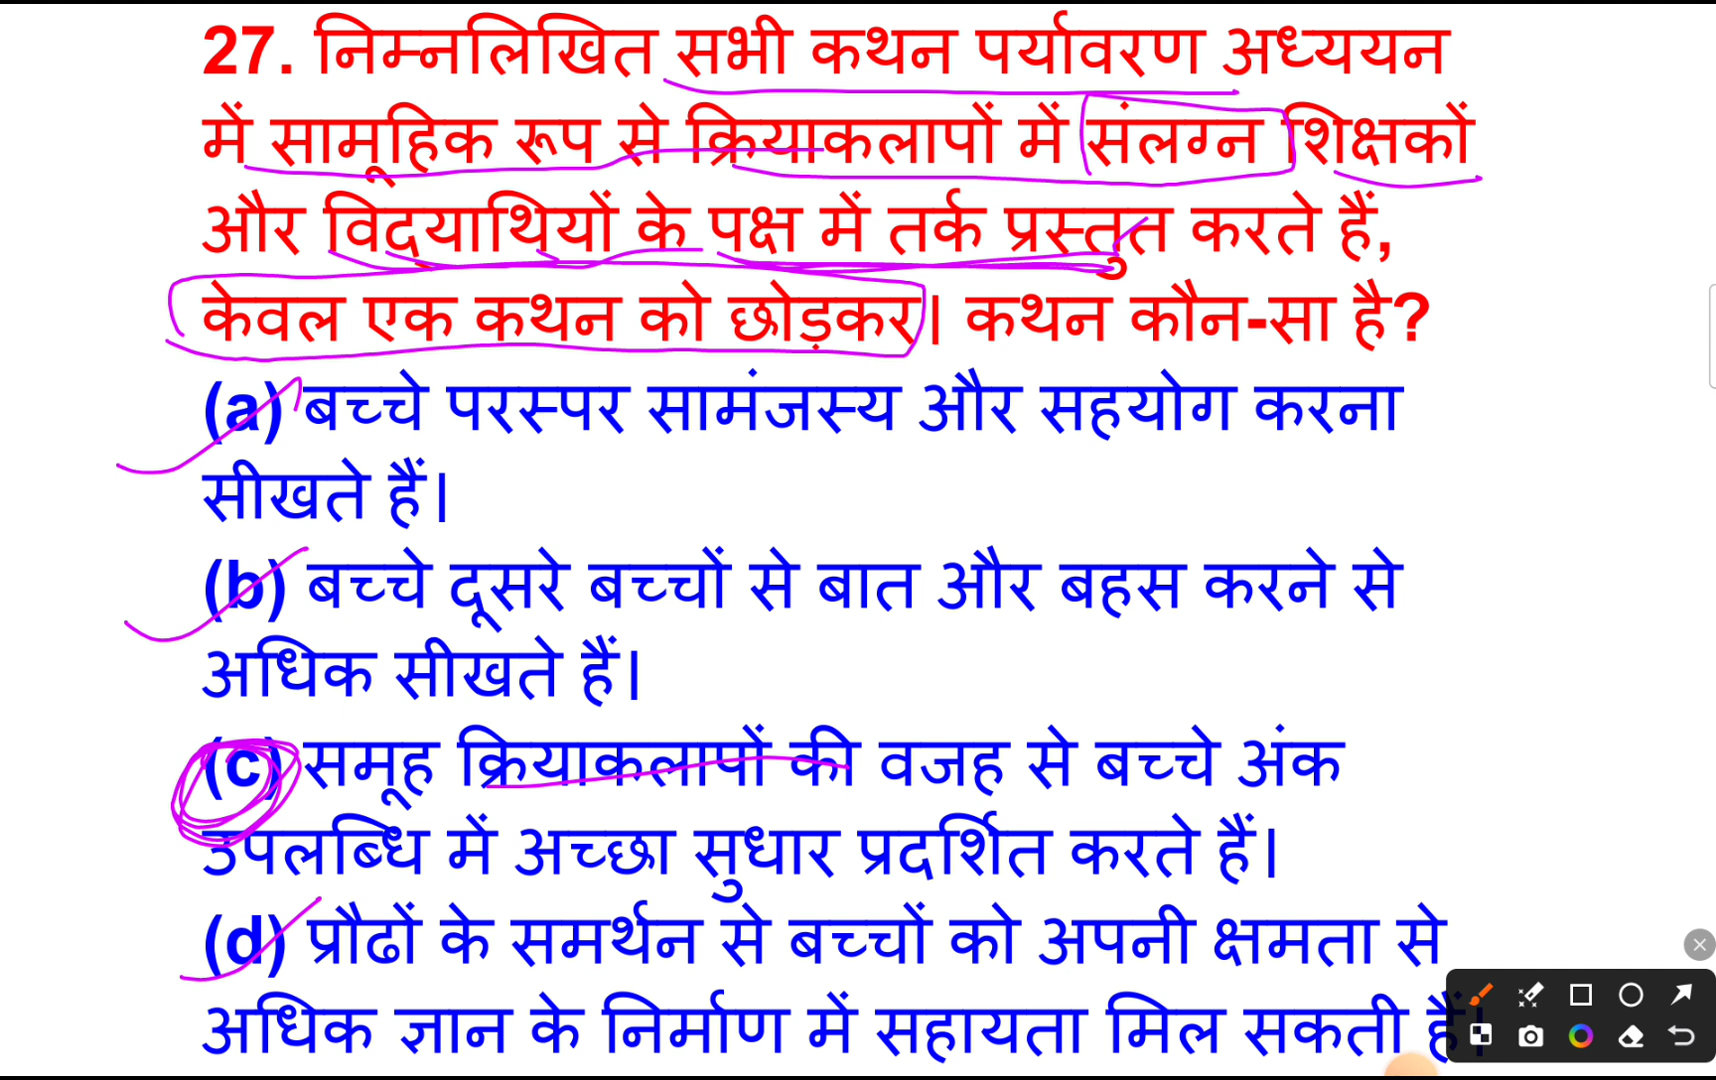 27. निम्नलिखित सभी कथन पर्यावरण अध्ययन
में सामूहिक रूप से क्रियाकलापों में संलग्न शिक्षकों
और विद्याथियों के पक्ष में तर्क प्रस्तुत करते हैं,
केवल एक कथन को छोड़कर। कथन कौन-सा है?
(a) बच्चे परस्पर सामंजस्य और सहयोग करना
सीखते हैं।
(b) बच्चे दूसरे बच्चों से बात और बहस करने से
अधिक सीखते हैं।
(c) समूह क्रियाकलापों की वजह से बच्चे अंक
उपलब्धि में अच्छा सुधार प्रदर्शित करते हैं।
(d) प्रौढों के समर्थन से बच्चों को अपनी क्षमता से
अधिक ज्ञान के निर्माण में सहायता मिल सकती हैं।